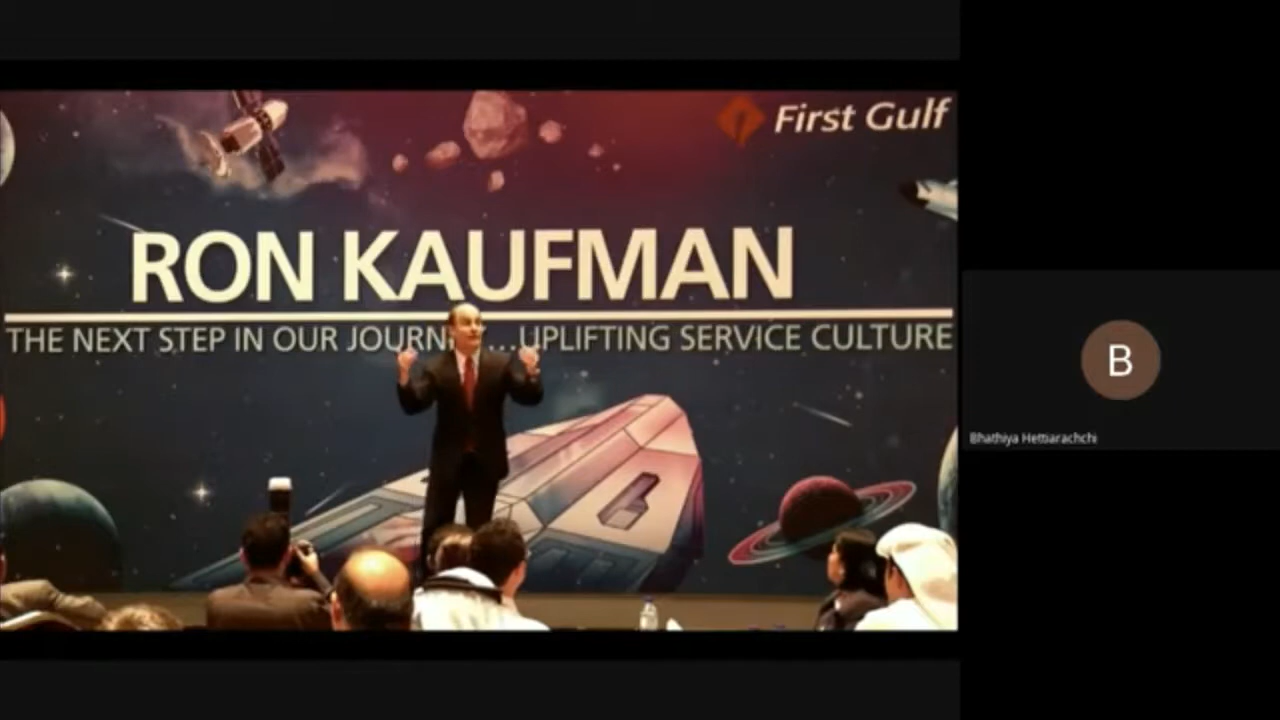 First Gulf
RON KAUFMAN
THE NEXT STEP IN OUR JOURN ...UPLIFTING SERVICE CULTURE
B
Bhathiya Hettiarachchi